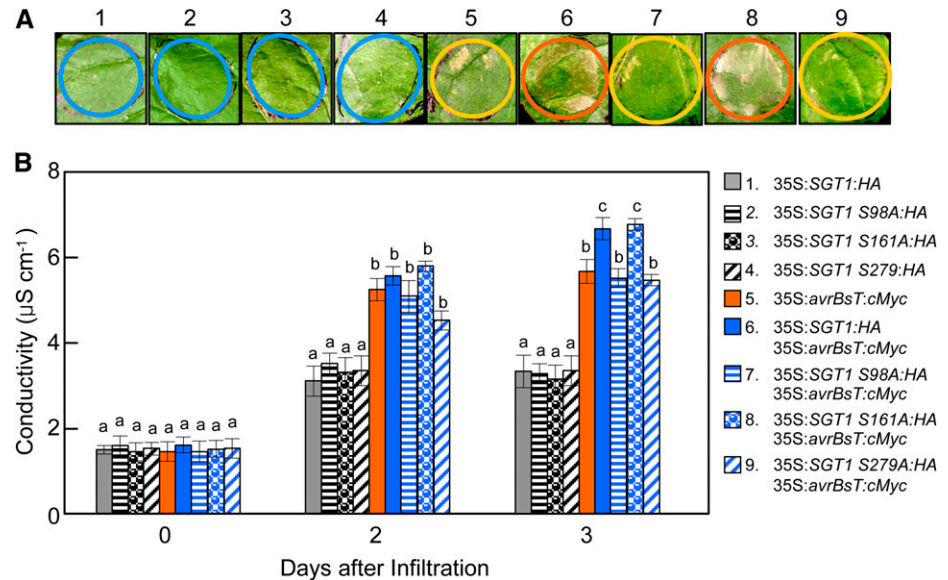 A
1 2 3 4 5 6 7 8 9
B
8
6
4
2
0
Conductivity (µS cm⁻¹)
a a a a a a a a a
a a a a b b b b b
a a a a b c b c b
0 2 3
Days after Infiltration
1. 35S:SGT1:HA
2. 35S:SGT1 S98A:HA
3. 35S:SGT1 S161A:HA
4. 35S:SGT1 S279:HA
5. 35S:avrBsT:cMyc
6. 35S:SGT1:HA
35S:avrBsT:cMyc
7. 35S:SGT1 S98A:HA
35S:avrBsT:cMyc
8. 35S:SGT1 S161A:HA
35S:avrBsT:cMyc
9. 35S:SGT1 S279A:HA
35S:avrBsT:cMyc